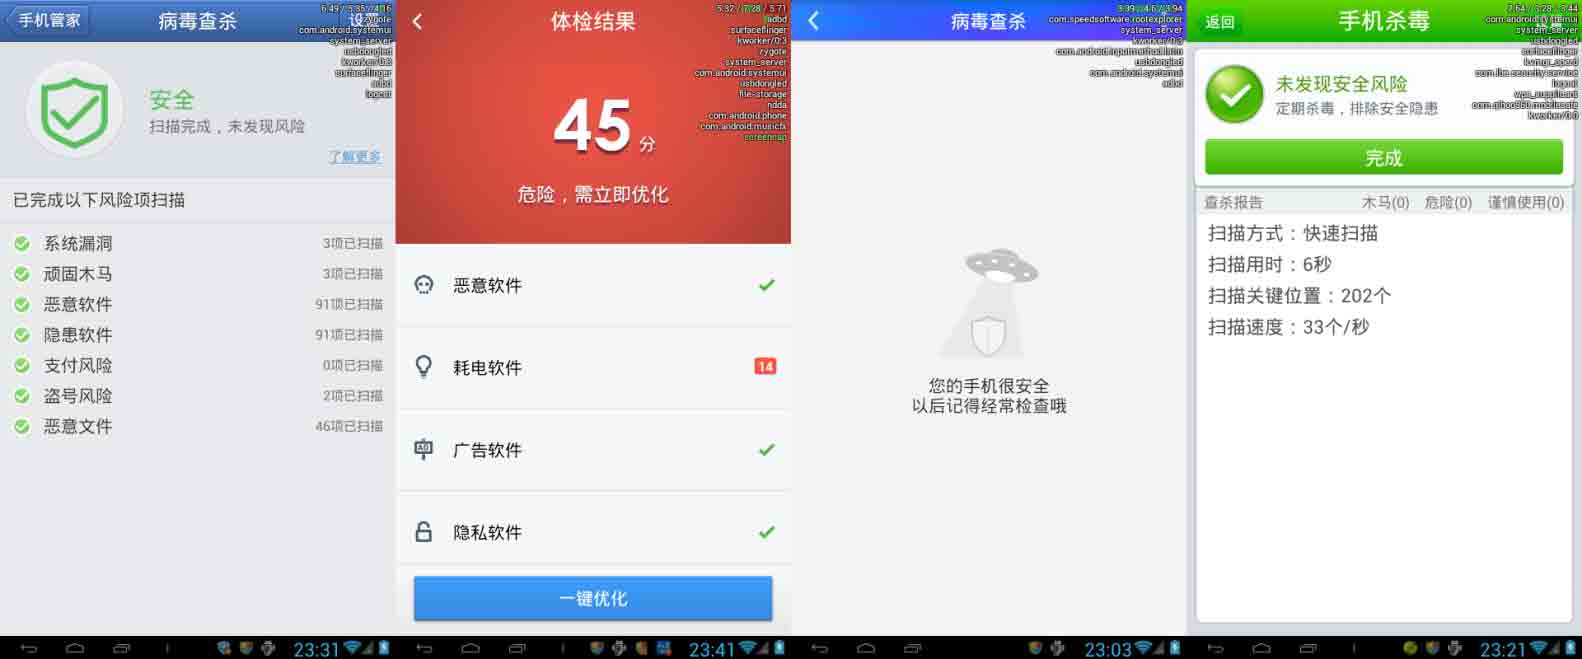 手机管家
病毒查杀
设置
6.49 / 5.85 / 4.16
zygote
com.android.systemui
system_server
usbdongled
kworker/0:3
surfaceflinger
adbd
logcat
安全
扫描完成，未发现风险
了解更多
已完成以下风险项扫描
系统漏洞 3项已扫描
顽固木马 3项已扫描
恶意软件 91项已扫描
隐患软件 91项已扫描
支付风险 0项已扫描
盗号风险 2项已扫描
恶意文件 46项已扫描
23:31
体检结果
5.32 / 7.28 / 5.71
adbd
surfaceflinger
kworker/0:3
zygote
system_server
com.android.systemui
usbdongled
file-storage
ndda
com.android.phone
com.android.musicfx
screencap
45 分
危险，需立即优化
恶意软件
耗电软件 14
AD
广告软件
隐私软件
一键优化
23:41
病毒查杀
3.99 / 4.6 / 3.94
com.speedsoftware.rootexplorer
system_server
kworker/0:3
com.android.inputmethod.latin
usbdongled
com.android.systemui
adbd
您的手机很安全
以后记得经常检查哦
23:03
返回
手机杀毒
7.64 / 3.28 / 3.44
com.android.systemui
system_server
usbdongled
surfaceflinger
com.lbe.security:service
logcat
wpa_supplicant
com.qihoo360.mobilesafe
kworker/0:0
未发现安全风险
定期杀毒，排除安全隐患
完成
查杀报告 木马(0) 危险(0) 谨慎使用(0)
扫描方式：快速扫描
扫描用时：6秒
扫描关键位置：202个
扫描速度：33个/秒
23:21